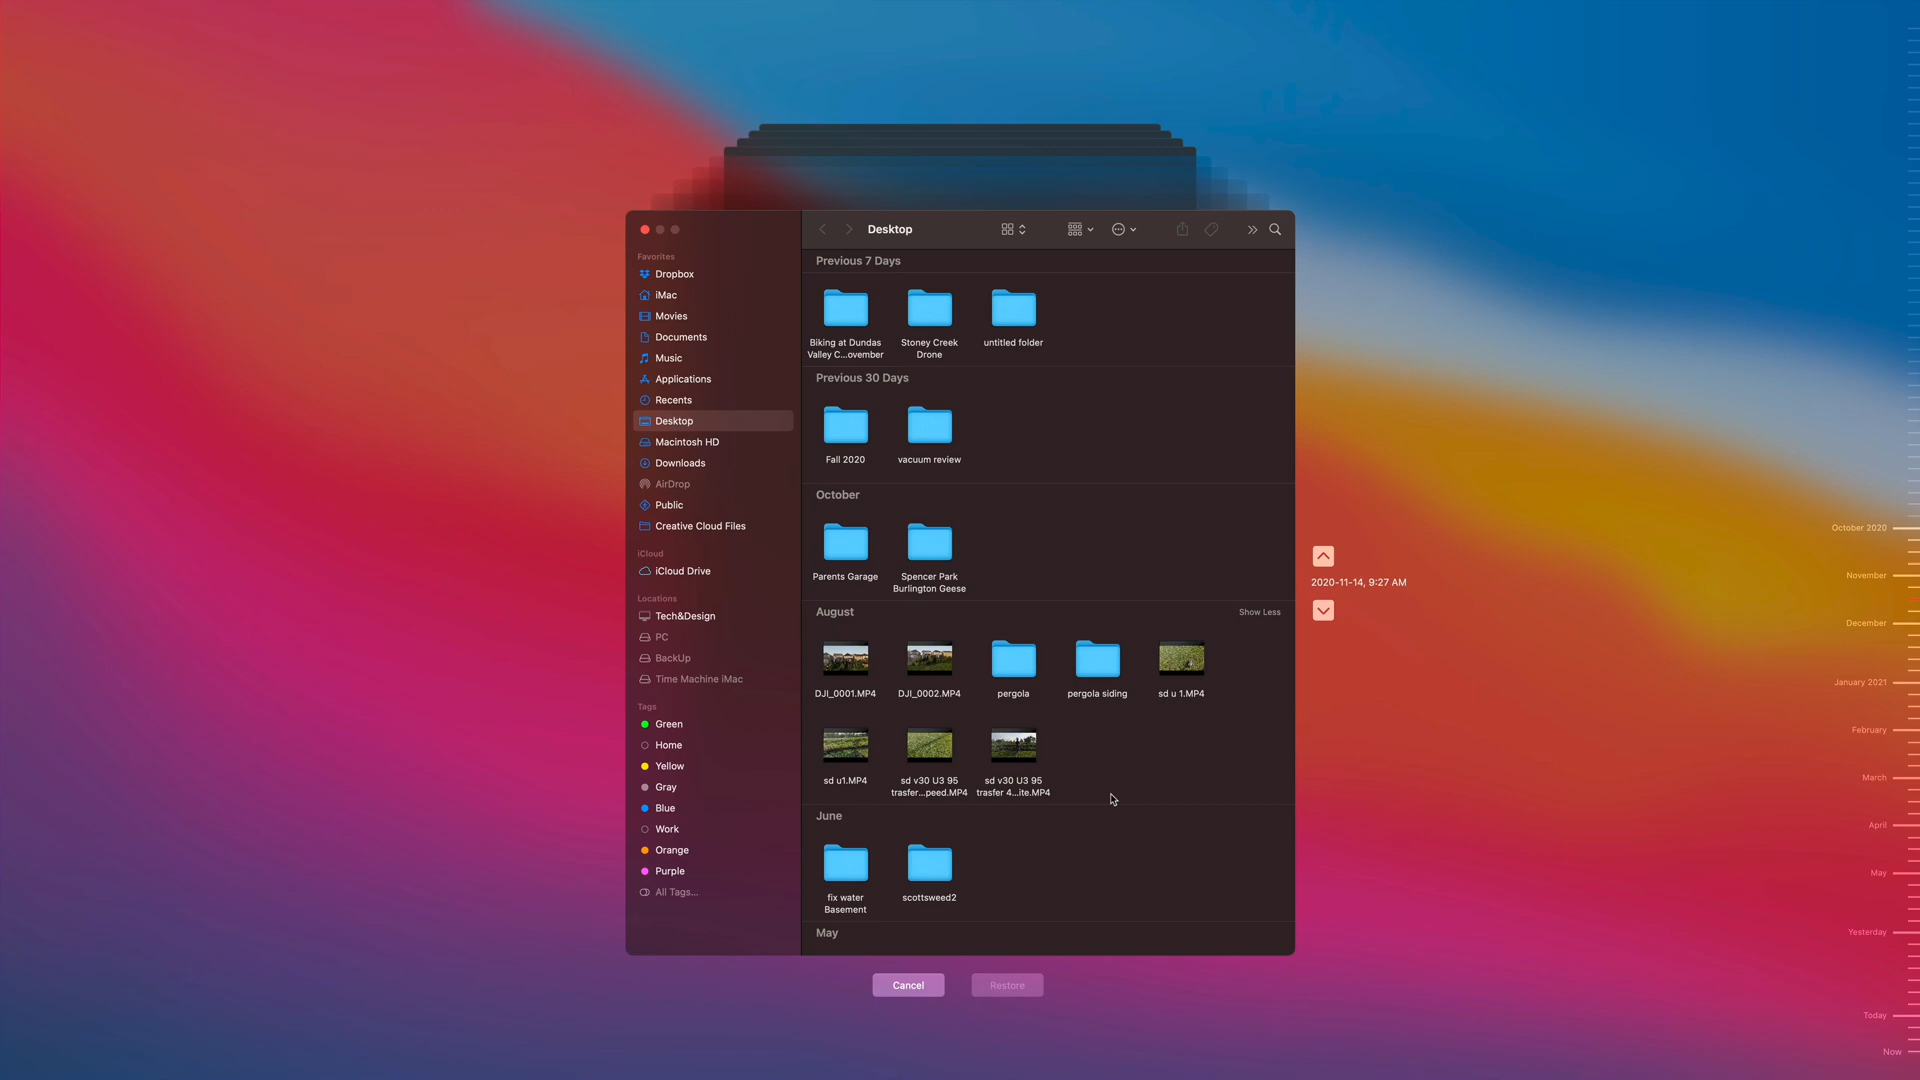 Desktop
Favorites
Dropbox
iMac
Movies
Documents
Music
Applications
Recents
Desktop
Macintosh HD
Downloads
AirDrop
Public
Creative Cloud Files
iCloud
iCloud Drive
Locations
Tech&Design
PC
BackUp
Time Machine iMac
Tags
Green
Home
Yellow
Gray
Blue
Work
Orange
Purple
All Tags...
Previous 7 Days
Biking at Dundas
Valley C...ovember
Stoney Creek
Drone
untitled folder
Previous 30 Days
Fall 2020
vacuum review
October
Parents Garage
Spencer Park
Burlington Geese
August
Show Less
DJI_0001.MP4
DJI_0002.MP4
pergola
pergola siding
sd u 1.MP4
sd u1.MP4
sd v30 U3 95
trasfer...peed.MP4
sd v30 U3 95
trasfer 4...ite.MP4
June
fix water
Basement
scottsweed2
May
Cancel
Restore
2020-11-14, 9:27 AM
October 2020
November
December
January 2021
February
March
April
May
Yesterday
Today
Now